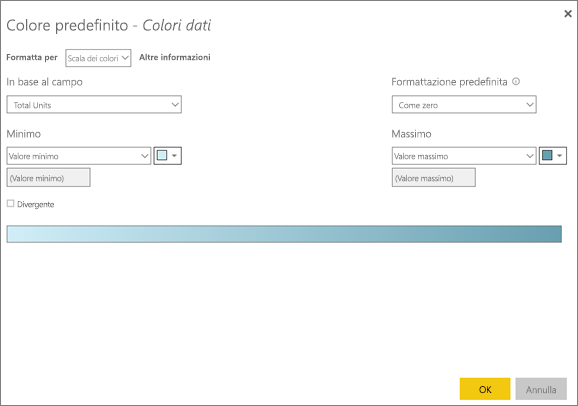 Colore predefinito - Colori dati
Formatta per Scala dei colori Altre informazioni
In base al campo Formattazione predefinita
Total Units Come zero
Minimo Massimo
Valore minimo Valore massimo
(Valore minimo) (Valore massimo)
Divergente
OK Annulla